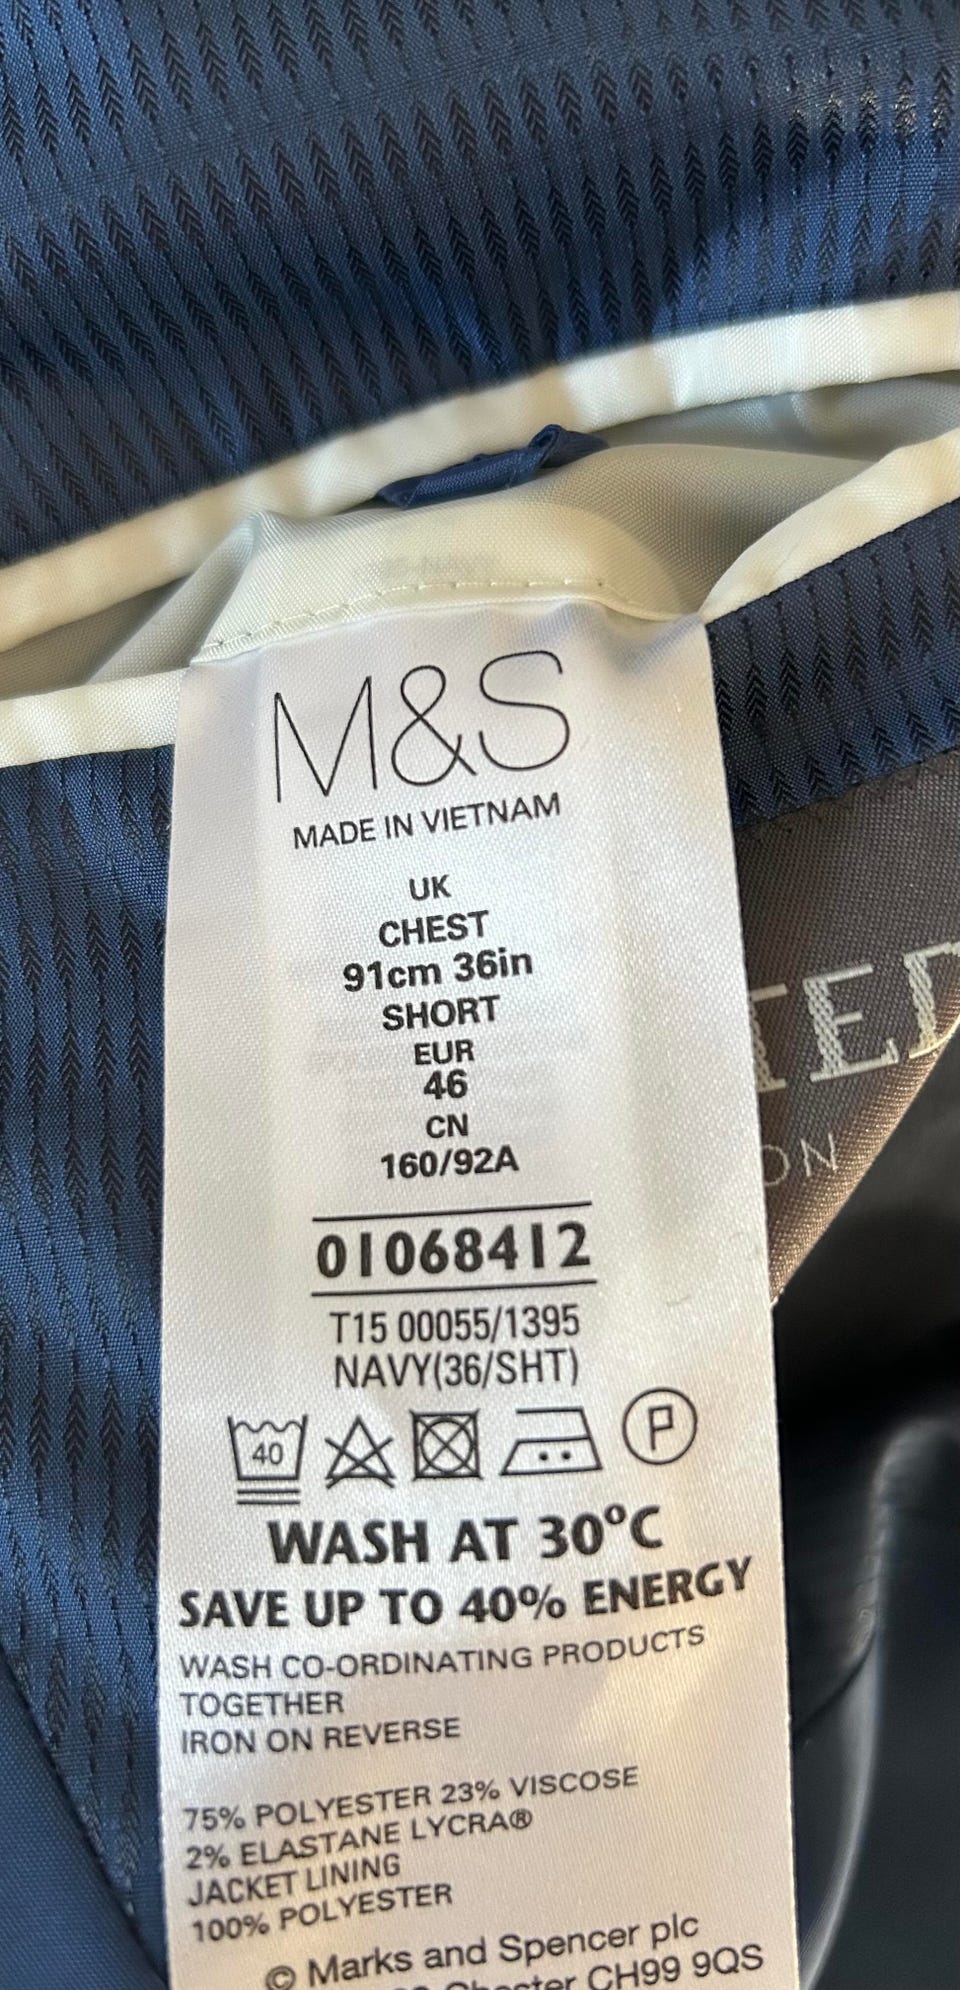 M&S
MADE IN VIETNAM
UK
CHEST
91cm 36in
SHORT
EUR
46
CN
160/92A
01068412
T15 00055/1395
NAVY(36/SHT)
40
P
WASH AT 30°C
SAVE UP TO 40% ENERGY
WASH CO-ORDINATING PRODUCTS
TOGETHER
IRON ON REVERSE
75% POLYESTER 23% VISCOSE
2% ELASTANE LYCRA®
JACKET LINING
100% POLYESTER
© Marks and Spencer plc
Chester CH99 9QS